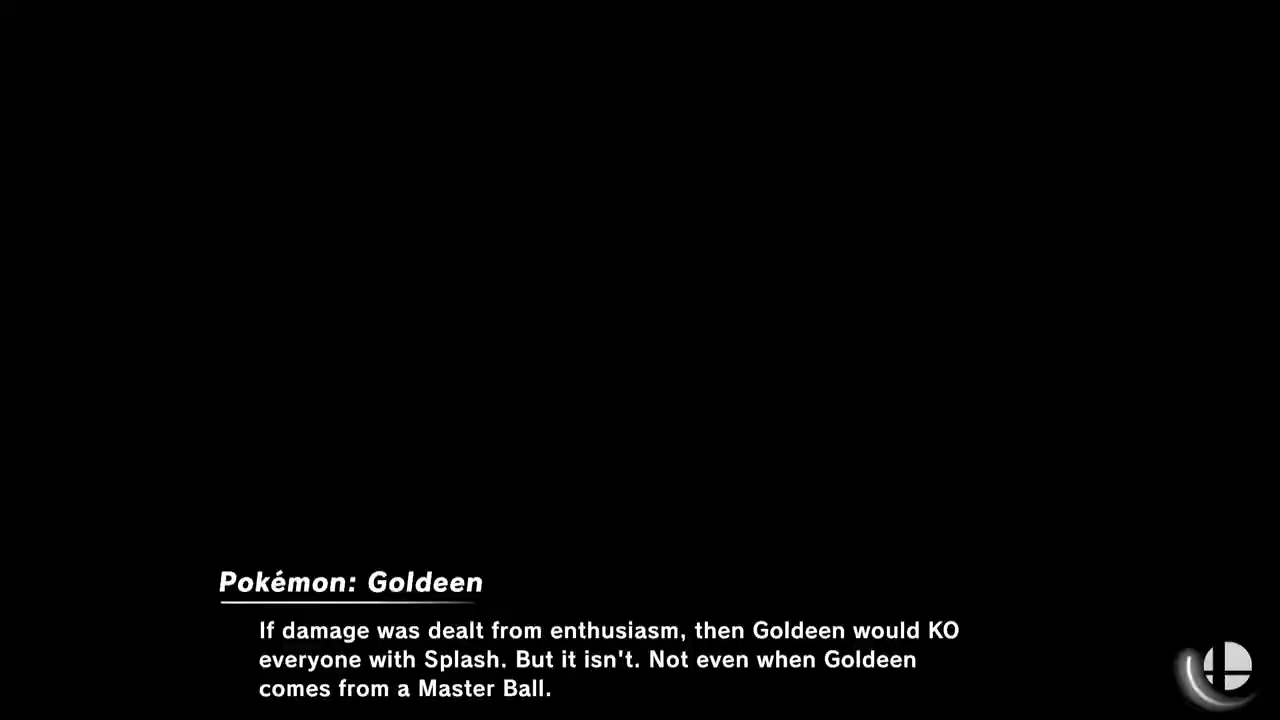 Pokémon: Goldeen
If damage was dealt from enthusiasm, then Goldeen would KO
everyone with Splash. But it isn't. Not even when Goldeen
comes from a Master Ball.